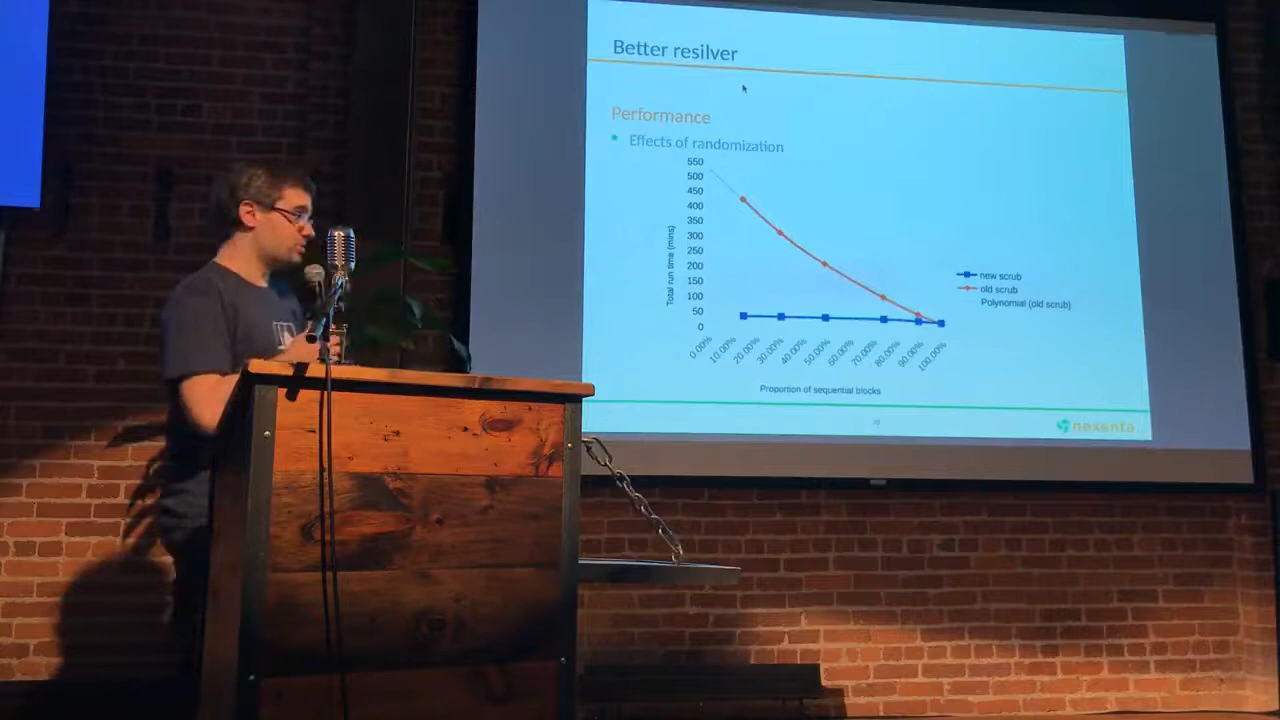 Better resilver
Performance
Effects of randomization
550
500
450
400
350
300
250
200
150
100
50
0
Total run time (mins)
0.00%
10.00%
20.00%
30.00%
40.00%
50.00%
60.00%
70.00%
80.00%
90.00%
100.00%
Proportion of sequential blocks
new scrub
old scrub
Polynomial (old scrub)
nexenta